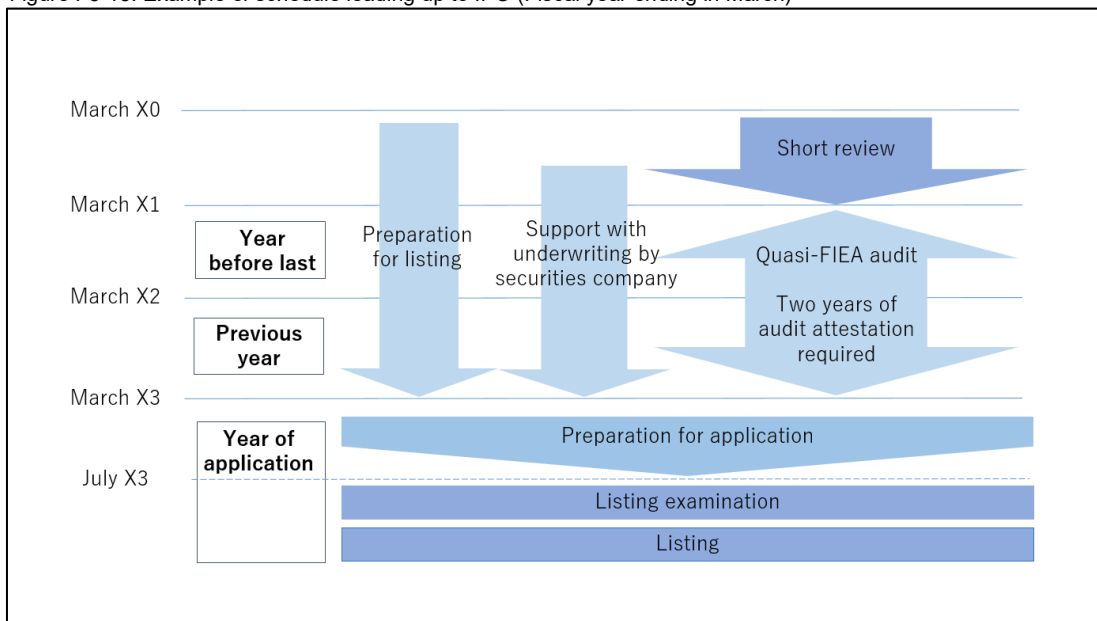 March X0
Short review
March X1
Year
before last
Preparation
for listing
Support with
underwriting by
securities company
Quasi-FIEA audit
March X2
Two years of
audit attestation
required
Previous
year
March X3
Year of
application
Preparation for application
July X3
Listing examination
Listing